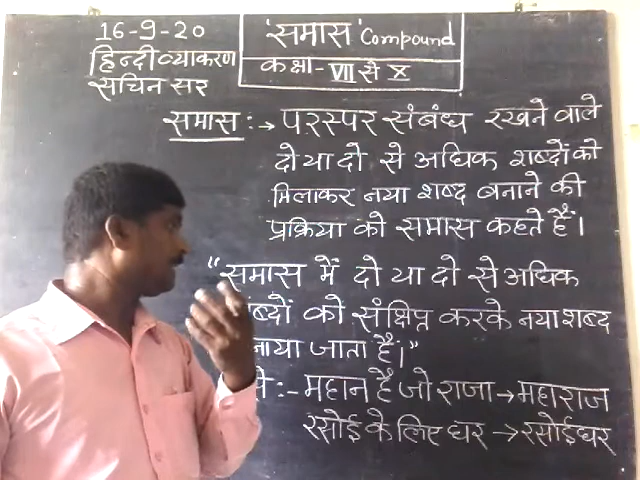 16-9-20
हिन्दी व्याकरण
सचिन सर
'समास' Compound
कक्षा - VII से X
समास :→ परस्पर संबंध रखने वाले
दो या दो से अधिक शब्दों को
मिलाकर नया शब्द बनाने की
प्रक्रिया को समास कहते हैं।
"समास में दो या दो से अधिक
को संक्षिप्त करके नया शब्द
जाता है।"
:- महान है जो राजा → महाराज
रसोई के लिए घर → रसोईघर